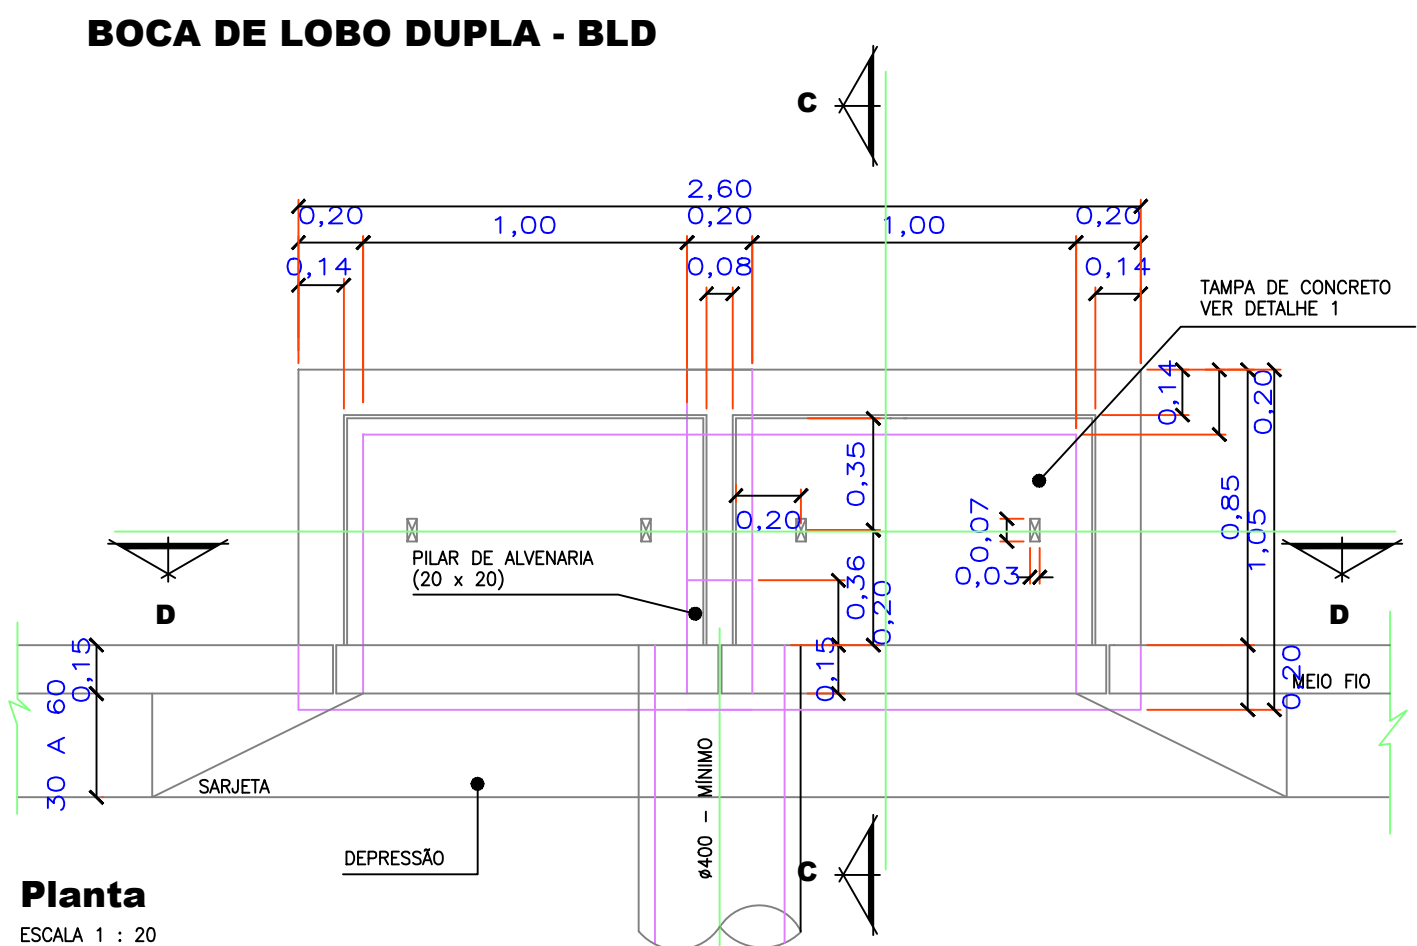 BOCA DE LOBO DUPLA - BLD
C
2,60
0,20
0,20
0,20
1,00
1,00
0,14
0,08
0,14
TAMPA DE CONCRETO
VER DETALHE 1
0,14
0,20
0,35
0,85
1,05
0,20
0,07
0,03
PILAR DE ALVENARIA
(20 x 20)
0,36
0,20
D
D
0,15
0,15
0,20
MEIO FIO
30 A 60
SARJETA
ø400 - MÍNIMO
DEPRESSÃO
C
Planta
ESCALA 1 : 20